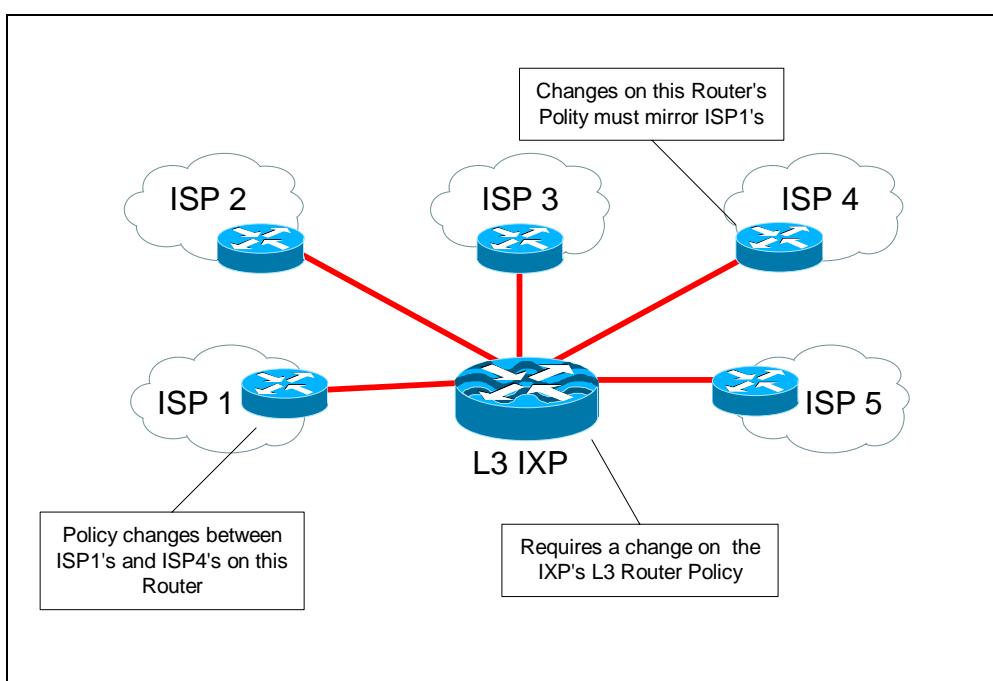 Changes on this Router's
Polity must mirror ISP1's
ISP 2
ISP 3
ISP 4
ISP 1
ISP 5
L3 IXP
Policy changes between
ISP1's and ISP4's on this
Router
Requires a change on  the
IXP's L3 Router Policy